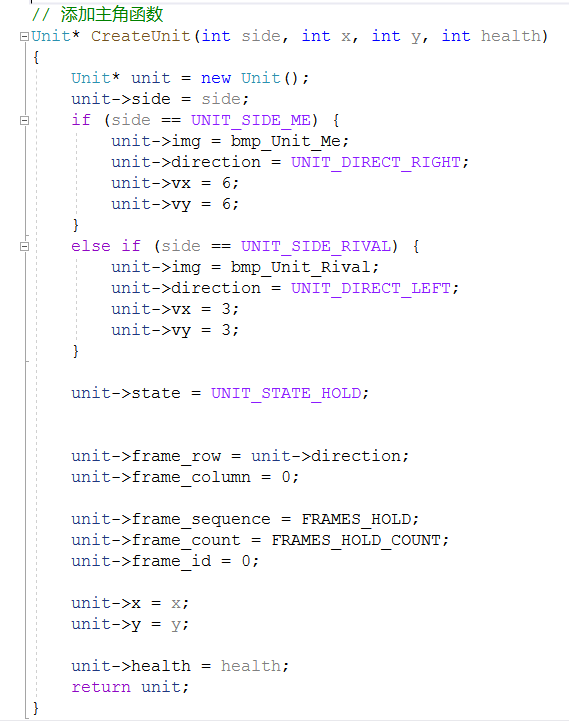 // 添加主角函数
Unit* CreateUnit(int side, int x, int y, int health)
{
    Unit* unit = new Unit();
    unit->side = side;
    if (side == UNIT_SIDE_ME) {
        unit->img = bmp_Unit_Me;
        unit->direction = UNIT_DIRECT_RIGHT;
        unit->vx = 6;
        unit->vy = 6;
    }
    else if (side == UNIT_SIDE_RIVAL) {
        unit->img = bmp_Unit_Rival;
        unit->direction = UNIT_DIRECT_LEFT;
        unit->vx = 3;
        unit->vy = 3;
    }
    unit->state = UNIT_STATE_HOLD;
    unit->frame_row = unit->direction;
    unit->frame_column = 0;
    unit->frame_sequence = FRAMES_HOLD;
    unit->frame_count = FRAMES_HOLD_COUNT;
    unit->frame_id = 0;
    unit->x = x;
    unit->y = y;
    unit->health = health;
    return unit;
}